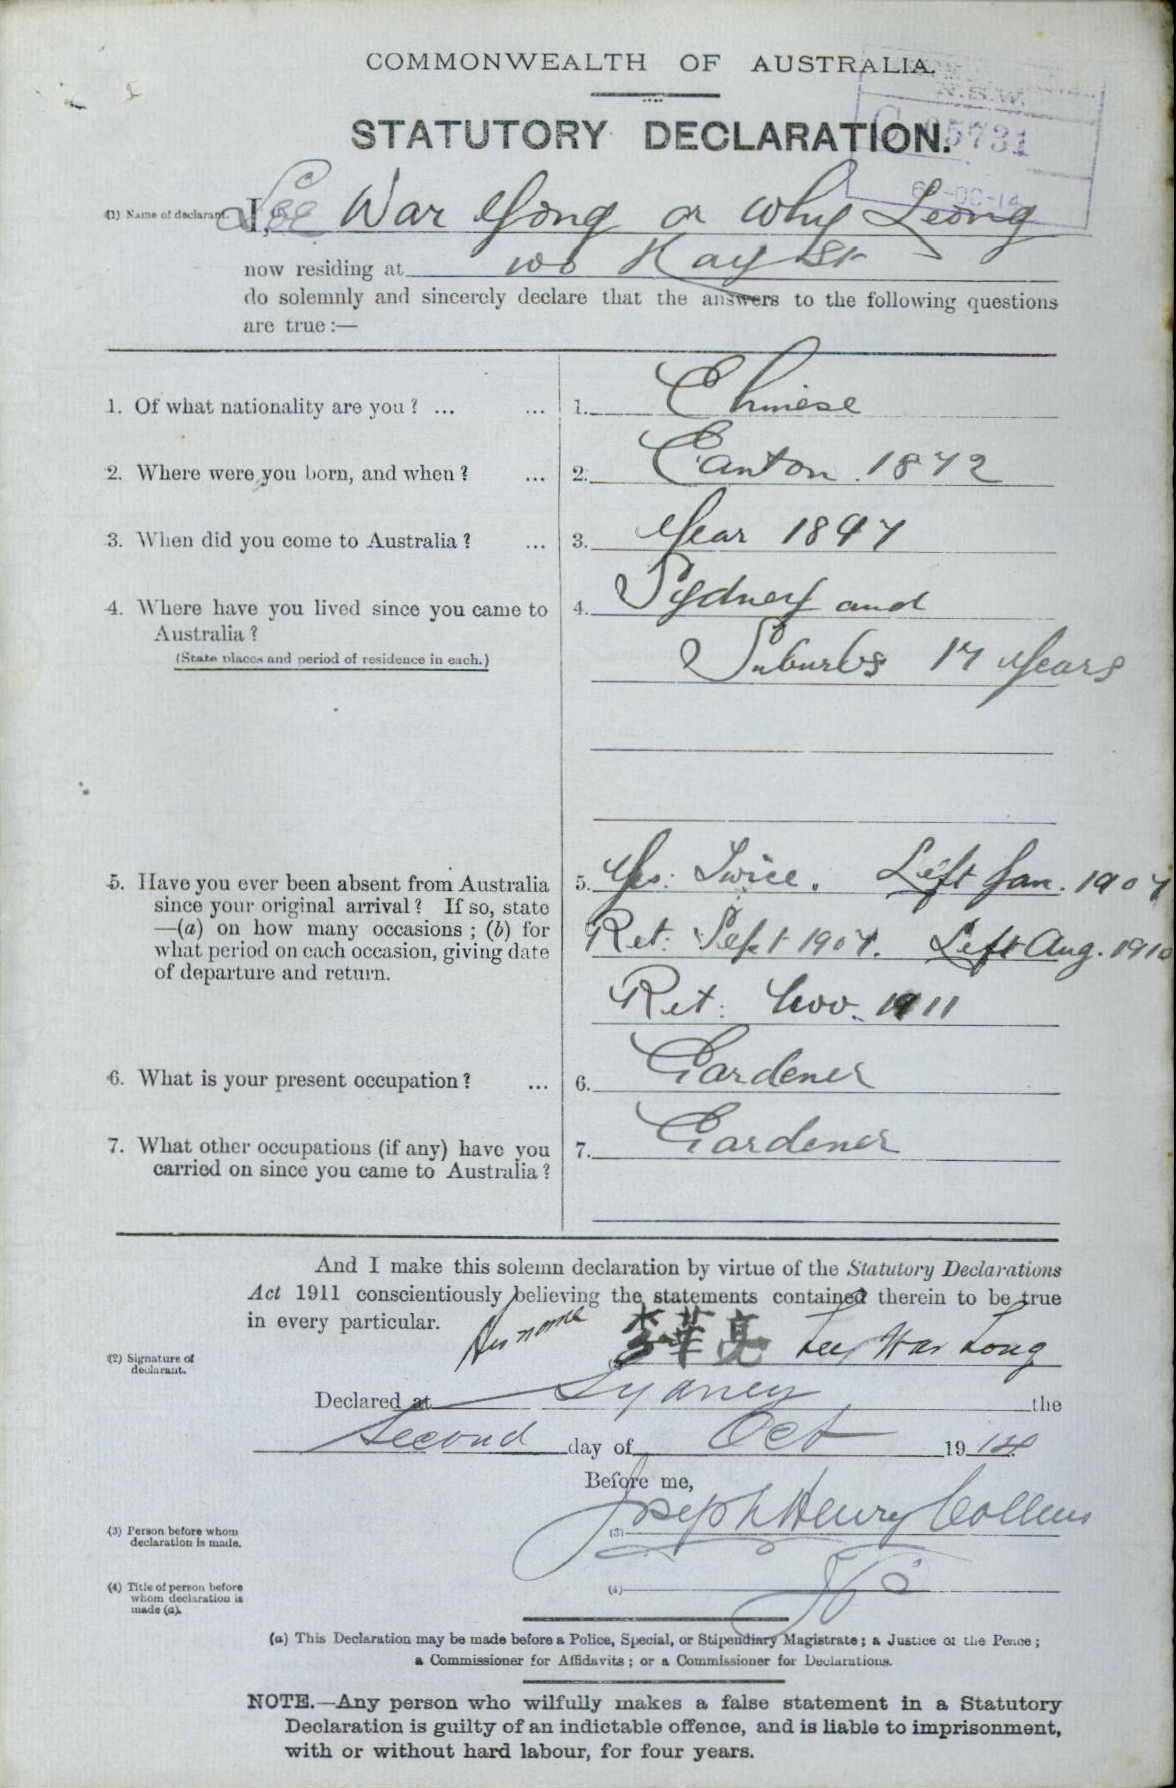 COMMONWEALTH OF AUSTRALIA.
N.S.W.
C 05731
6-OC-14
STATUTORY DECLARATION.
(1) Name of declarant. I, Lee War Gong or Why Leong
now residing at 100 Hay St
do solemnly and sincerely declare that the answers to the following questions
are true :—
1. Of what nationality are you? ... ... 1. Chinese
2. Where were you born, and when? ... 2. Canton 1872
3. When did you come to Australia? ... 3. Year 1897
4. Where have you lived since you came to 4. Sydney and
Australia?
(State places and period of residence in each.) Suburbs 17 Years
5. Have you ever been absent from Australia 5. Yes: Twice. Left Jan. 1907
since your original arrival? If so, state
—(a) on how many occasions; (b) for Ret: Sept 1907. Left Aug. 1910
what period on each occasion, giving date
of departure and return.
Ret: Nov. 1911
6. What is your present occupation? ... 6. Gardener
7. What other occupations (if any) have you 7. Gardener
carried on since you came to Australia?
And I make this solemn declaration by virtue of the Statutory Declarations
Act 1911 conscientiously believing the statements contained therein to be true
in every particular.
(2) Signature of
declarant. His name 李華亮 Lee War Long
Declared at Sydney the
Second day of Oct 1914
Before me,
(3) Person before whom
declaration is made. (3) Joseph Henry Collens
(4) Title of person before
whom declaration is
made (a). (4) JP
(a) This Declaration may be made before a Police, Special, or Stipendiary Magistrate; a Justice of the Peace;
a Commissioner for Affidavits; or a Commissioner for Declarations.
NOTE.—Any person who wilfully makes a false statement in a Statutory
Declaration is guilty of an indictable offence, and is liable to imprisonment,
with or without hard labour, for four years.